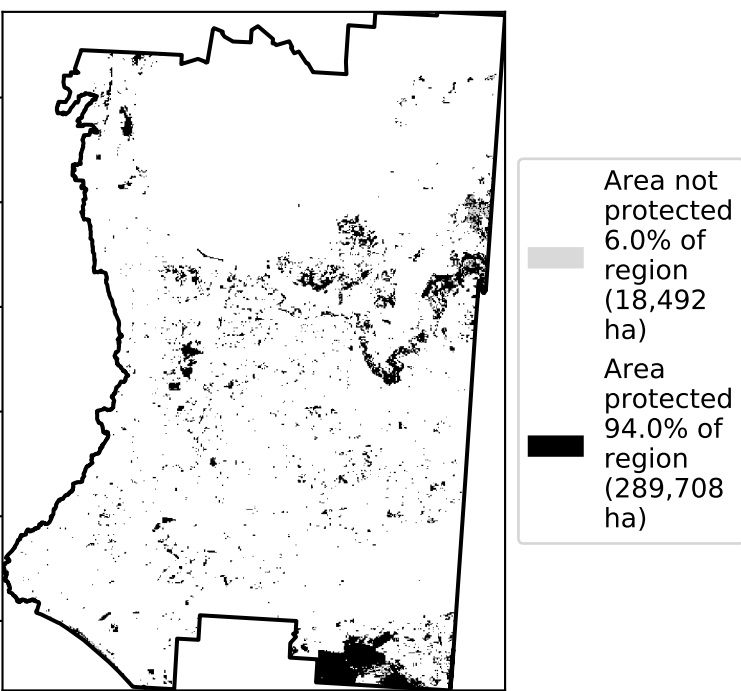 Area not
protected
6.0% of
region
(18,492
ha)
Area
protected
94.0% of
region
(289,708
ha)